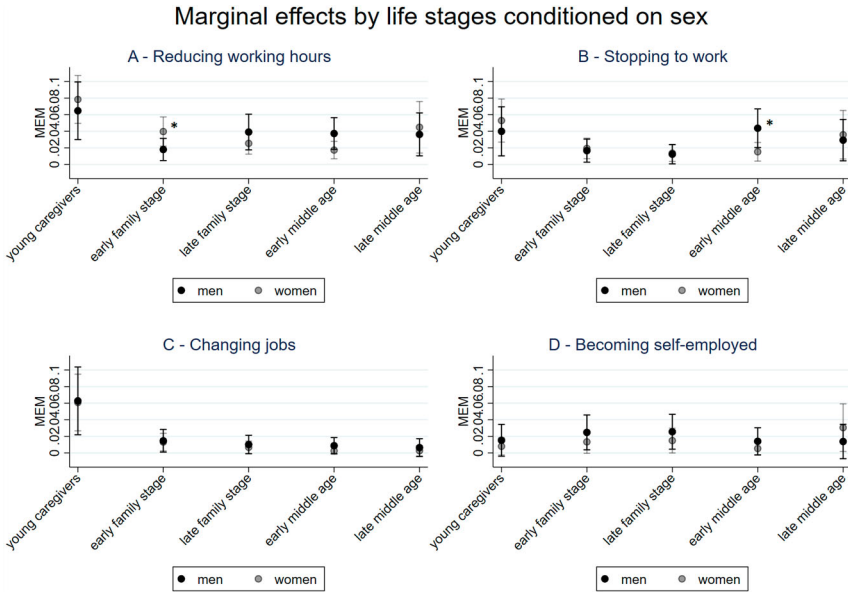 Marginal effects by life stages conditioned on sex
A - Reducing working hours
MEM
0 .02.04.06.08 .1
*
young caregivers
early family stage
late family stage
early middle age
late middle age
men women
B - Stopping to work
MEM
0 .02.04.06.08 .1
*
young caregivers
early family stage
late family stage
early middle age
late middle age
men women
C - Changing jobs
MEM
0 .02.04.06.08 .1
young caregivers
early family stage
late family stage
early middle age
late middle age
men women
D - Becoming self-employed
MEM
0 .02.04.06.08 .1
young caregivers
early family stage
late family stage
early middle age
late middle age
men women